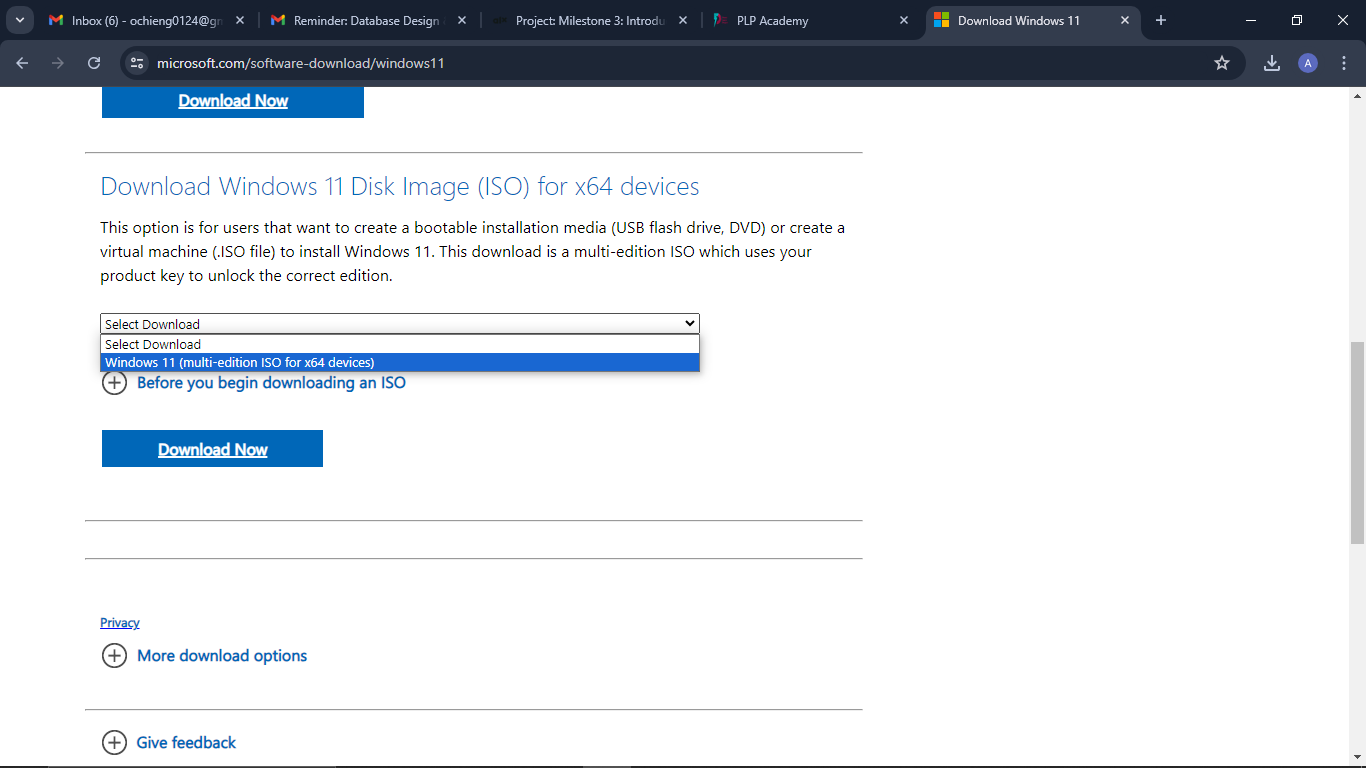 Inbox (6) - ochieng0124@gm
Reminder: Database Design
Project: Milestone 3: Introdu
PLP Academy
Download Windows 11
microsoft.com/software-download/windows11
A
Download Now
Download Windows 11 Disk Image (ISO) for x64 devices
This option is for users that want to create a bootable installation media (USB flash drive, DVD) or create a
virtual machine (.ISO file) to install Windows 11. This download is a multi-edition ISO which uses your
product key to unlock the correct edition.
Select Download
Select Download
Windows 11 (multi-edition ISO for x64 devices)
Before you begin downloading an ISO
Download Now
Privacy
More download options
Give feedback